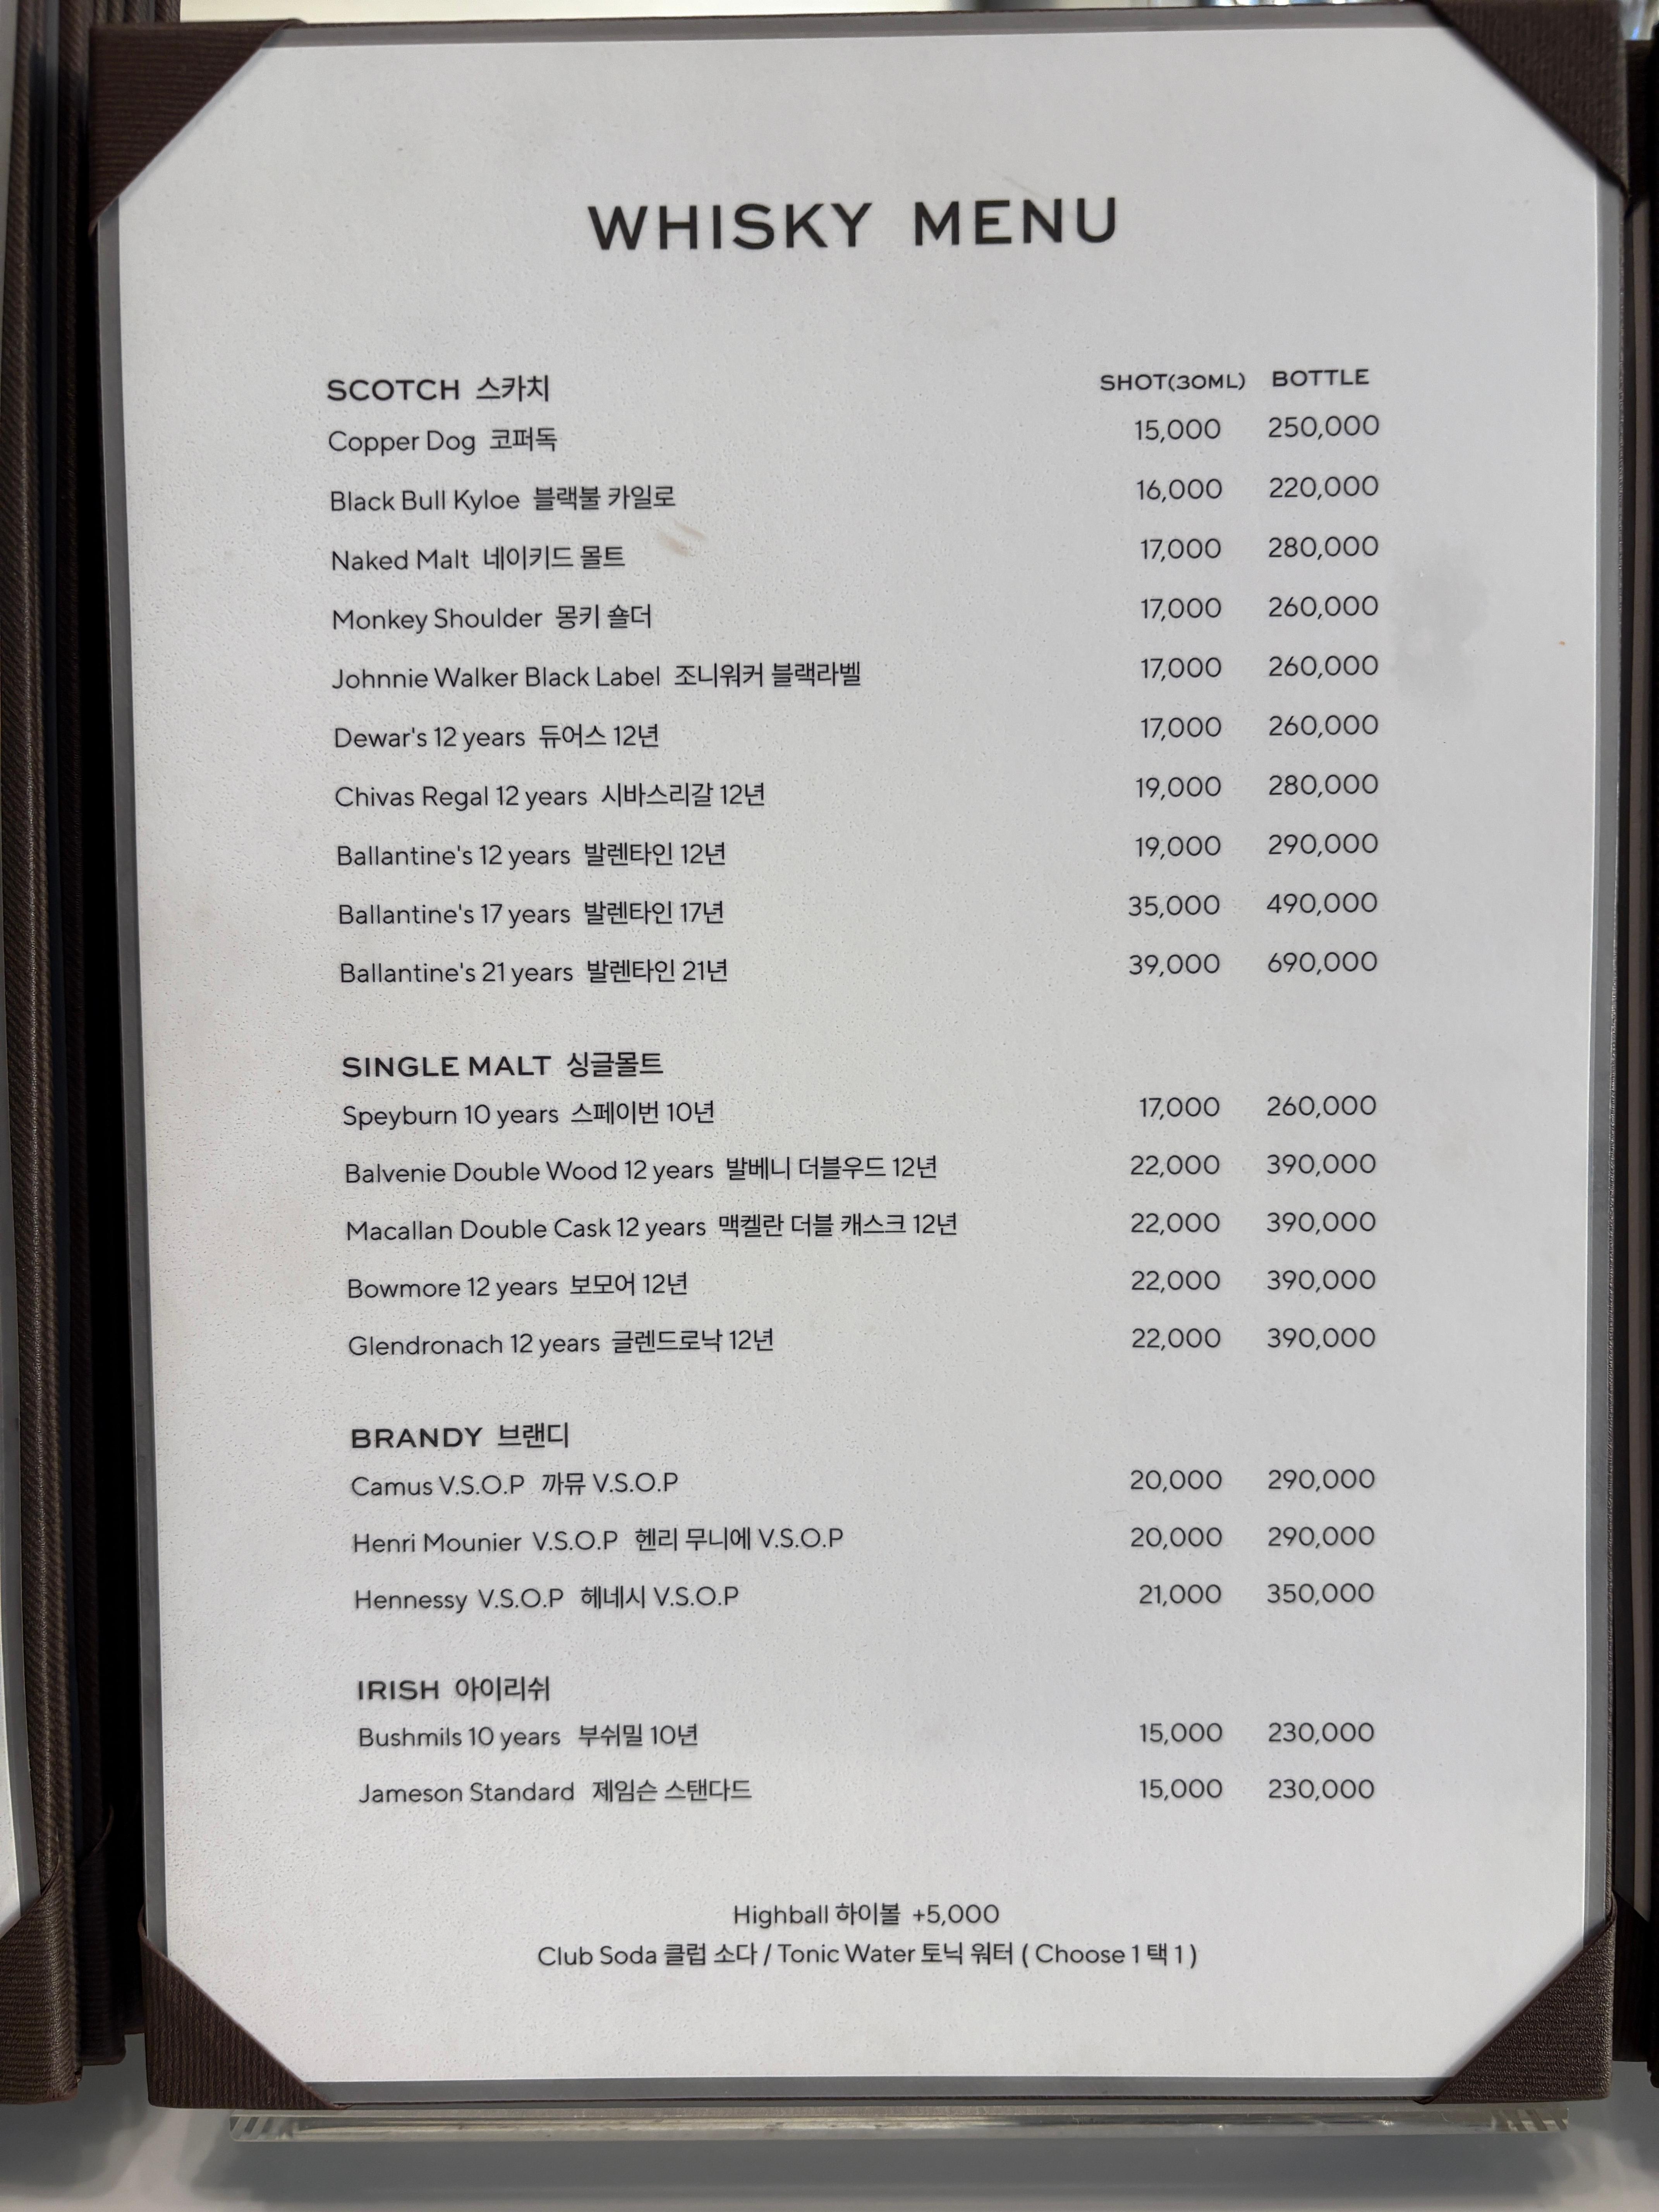 WHISKY MENU
SCOTCH 스카치 SHOT(30ML) BOTTLE
Copper Dog 코퍼독 15,000 250,000
Black Bull Kyloe 블랙불 카일로 16,000 220,000
Naked Malt 네이키드 몰트 17,000 280,000
Monkey Shoulder 몽키 숄더 17,000 260,000
Johnnie Walker Black Label 조니워커 블랙라벨 17,000 260,000
Dewar's 12 years 듀어스 12년 17,000 260,000
Chivas Regal 12 years 시바스리갈 12년 19,000 280,000
Ballantine's 12 years 발렌타인 12년 19,000 290,000
Ballantine's 17 years 발렌타인 17년 35,000 490,000
Ballantine's 21 years 발렌타인 21년 39,000 690,000
SINGLE MALT 싱글몰트
Speyburn 10 years 스페이번 10년 17,000 260,000
Balvenie Double Wood 12 years 발베니 더블우드 12년 22,000 390,000
Macallan Double Cask 12 years 맥켈란 더블 캐스크 12년 22,000 390,000
Bowmore 12 years 보모어 12년 22,000 390,000
Glendronach 12 years 글렌드로낙 12년 22,000 390,000
BRANDY 브랜디
Camus V.S.O.P 까뮤 V.S.O.P 20,000 290,000
Henri Mounier V.S.O.P 헨리 무니에 V.S.O.P 20,000 290,000
Hennessy V.S.O.P 헤네시 V.S.O.P 21,000 350,000
IRISH 아이리쉬
Bushmils 10 years 부쉬밀 10년 15,000 230,000
Jameson Standard 제임슨 스탠다드 15,000 230,000
Highball 하이볼 +5,000
Club Soda 클럽 소다 / Tonic Water 토닉 워터 ( Choose 1 택 1 )